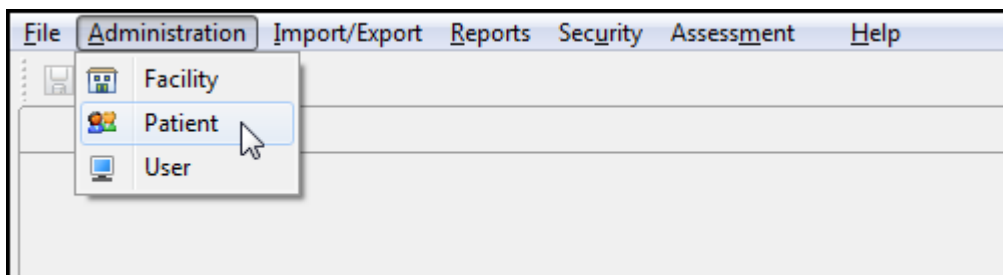 File Administration Import/Export Reports Security Assessment Help
Facility
Patient
User